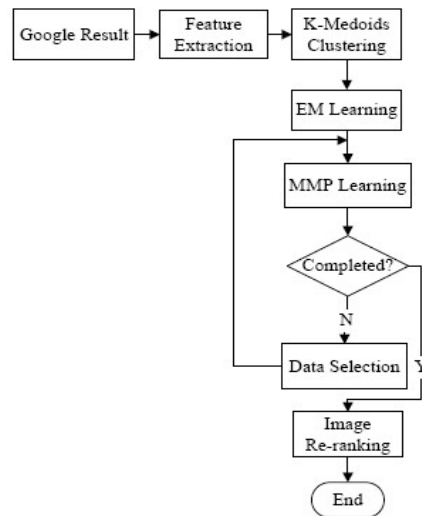 Google Result
Feature
Extraction
K-Medoids
Clustering
EM Learning
MMP Learning
Completed?
N
Data Selection
Y
Image
Re-ranking
End